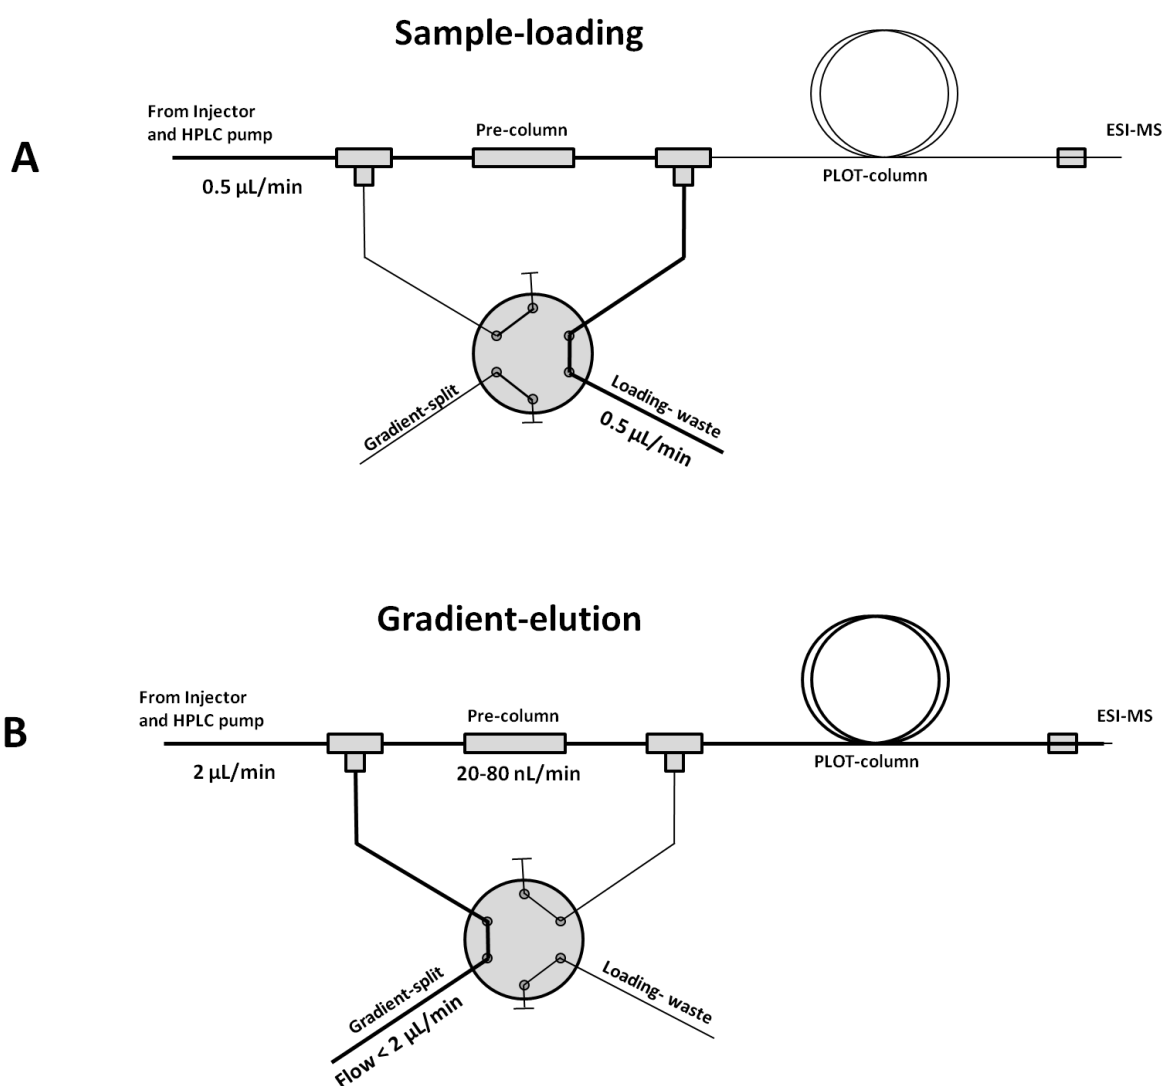 Sample-loading
A
From Injector
and HPLC pump
0.5 µL/min
Pre-column
PLOT-column
ESI-MS
Gradient-split
Loading- waste
0.5 µL/min
Gradient-elution
B
From Injector
and HPLC pump
2 µL/min
Pre-column
20-80 nL/min
PLOT-column
ESI-MS
Gradient-split
Flow < 2 µL/min
Loading- waste